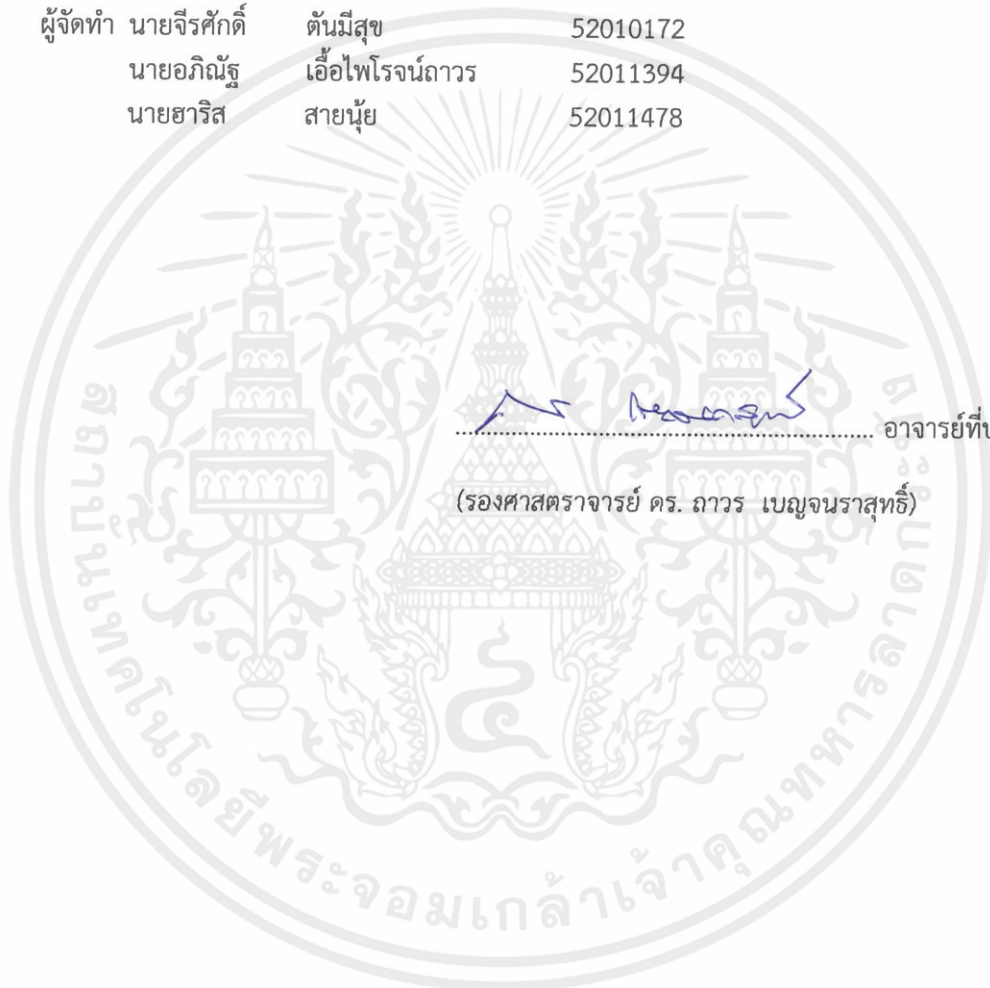 ผู้จัดทำ นายจีรศักดิ์ ตันมีสุข 52010172
นายอภิณัฐ เอื้อไพโรจน์ถาวร 52011394
นายฮาริส สายนุ้ย 52011478
อาจารย์ที่ป
(รองศาสตราจารย์ ดร. ถาวร เบญจนราสุทธิ์)
สถาบันเทคโนโลยีพระจอมเกล้าเจ้าคุณทหารลาดกระบัง